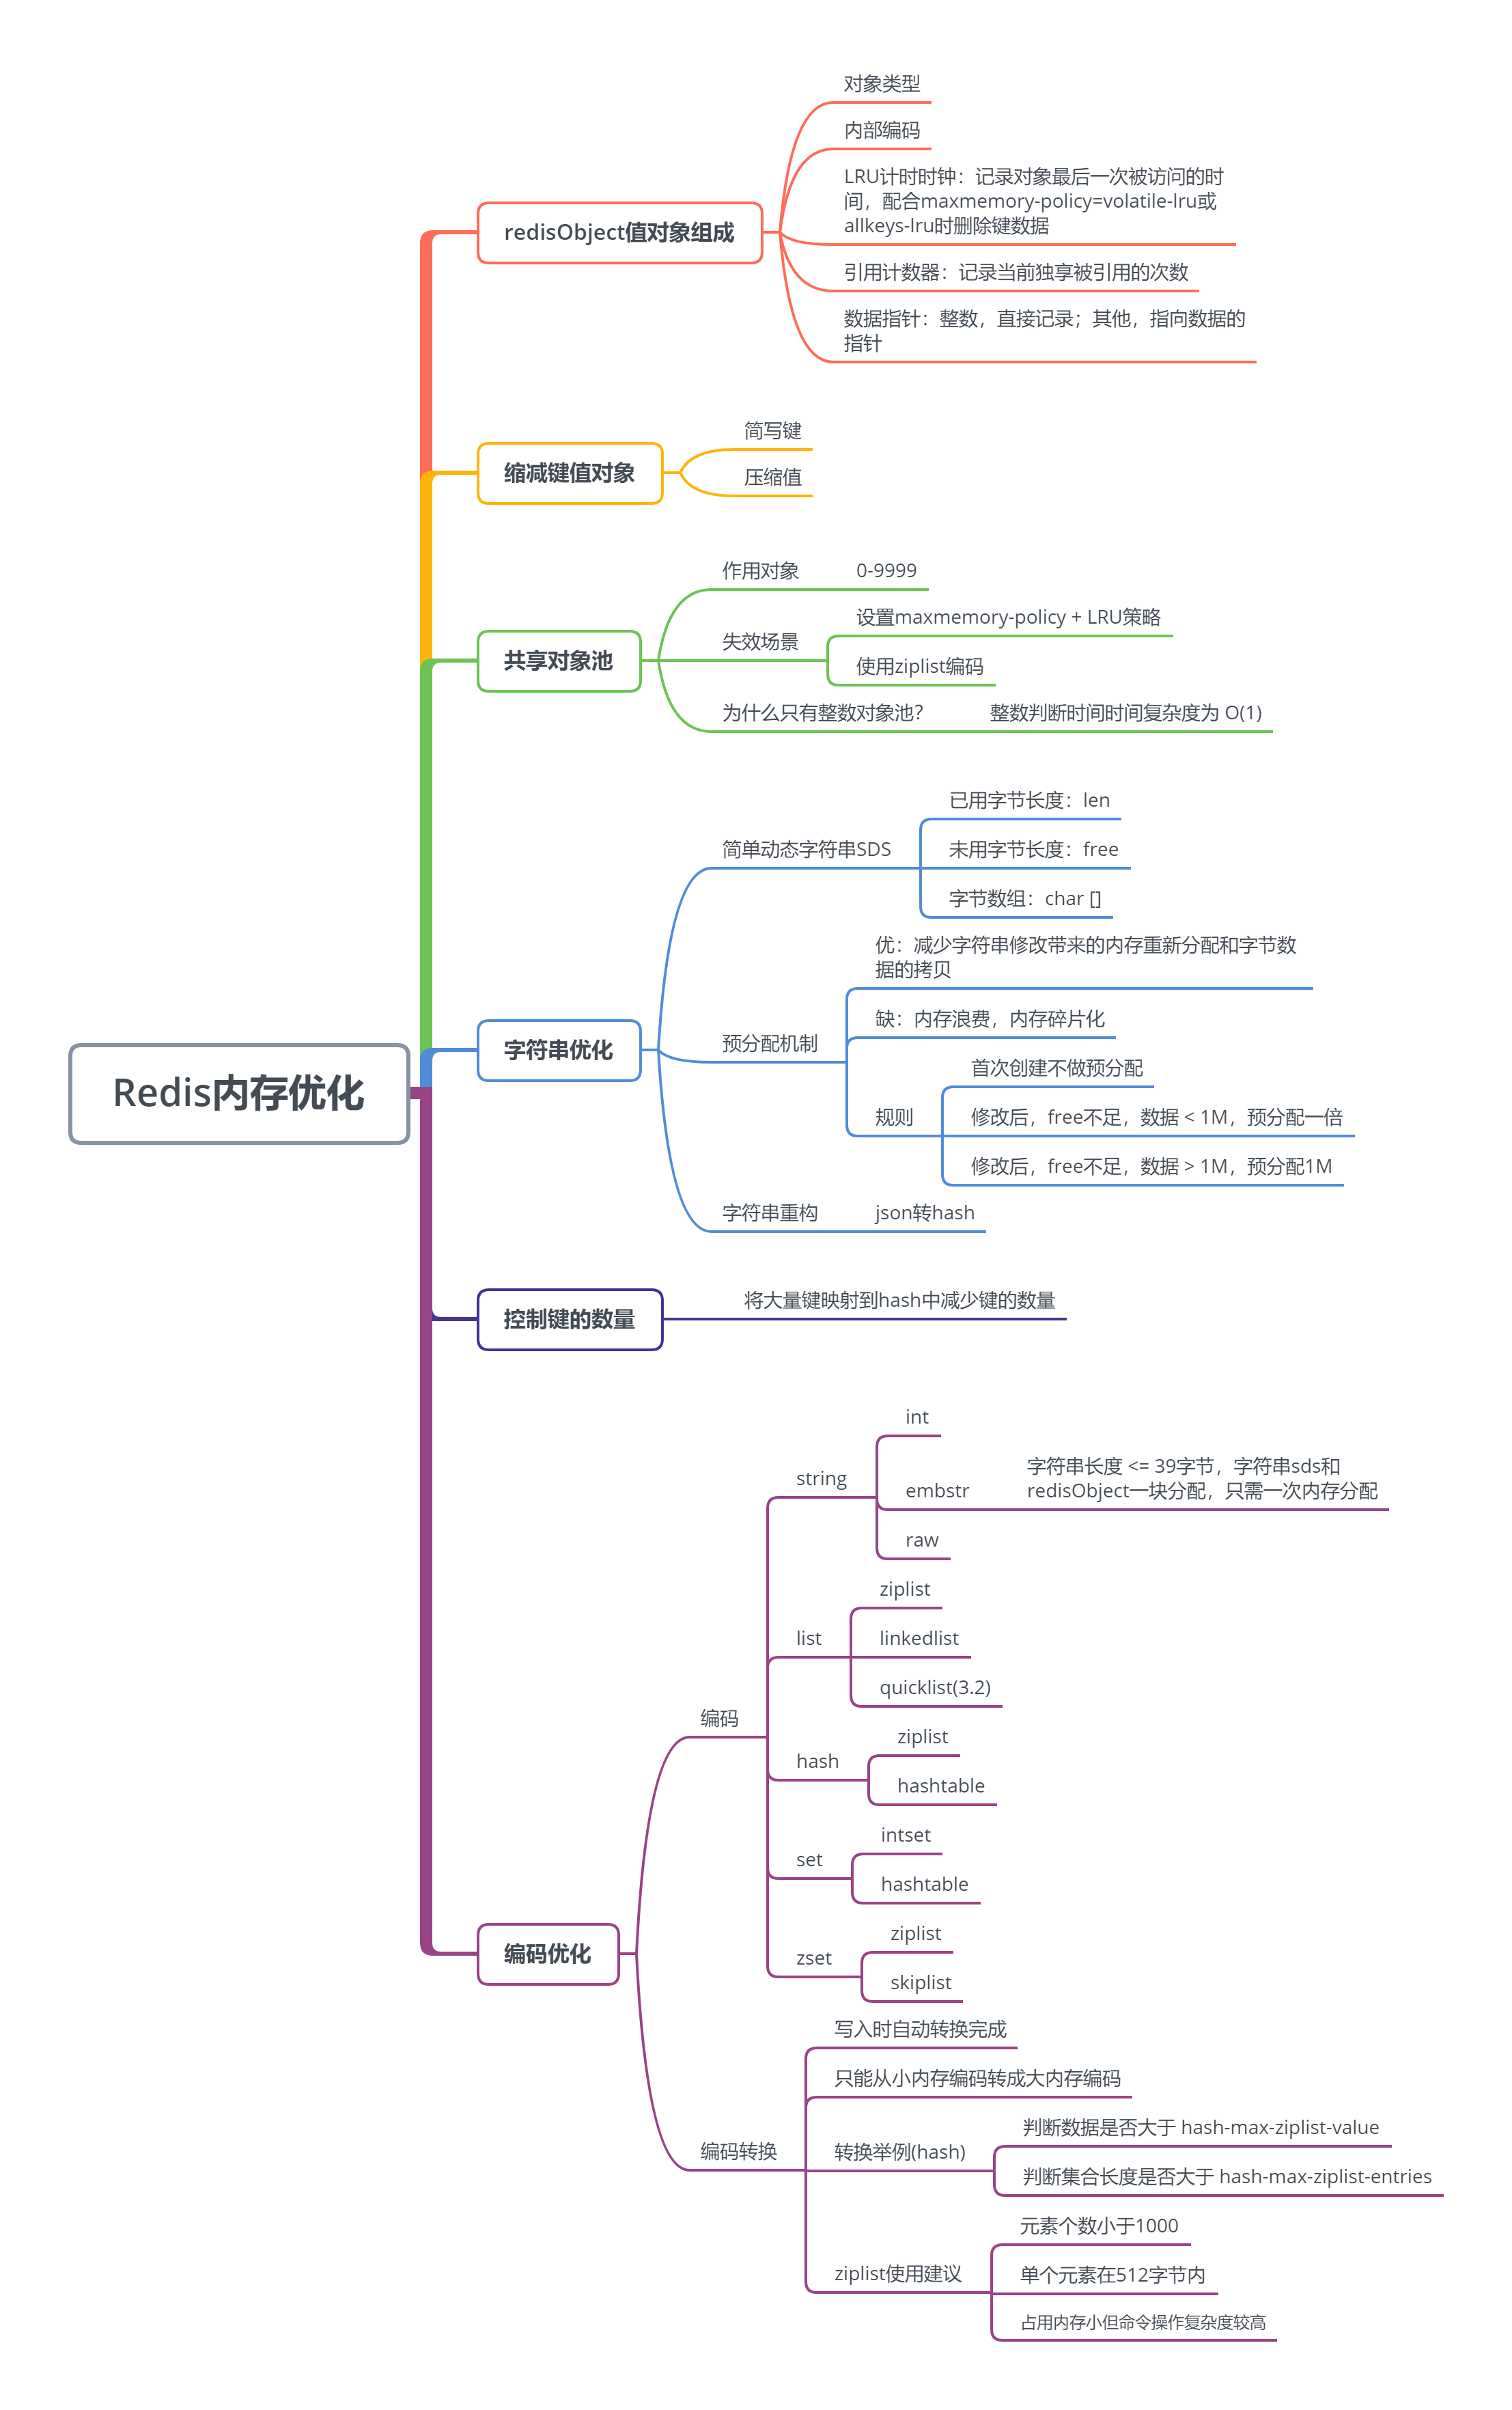 Redis内存优化
redisObject值对象组成
对象类型
内部编码
LRU计时时钟：记录对象最后一次被访问的时
间，配合maxmemory-policy=volatile-lru或
allkeys-lru时删除键数据
引用计数器：记录当前独享被引用的次数
数据指针：整数，直接记录；其他，指向数据的
指针
缩减键值对象
简写键
压缩值
共享对象池
作用对象
0-9999
失效场景
设置maxmemory-policy + LRU策略
使用ziplist编码
为什么只有整数对象池？
整数判断时间时间复杂度为 O(1)
字符串优化
简单动态字符串SDS
已用字节长度：len
未用字节长度：free
字节数组：char []
预分配机制
优：减少字符串修改带来的内存重新分配和字节数
据的拷贝
缺：内存浪费，内存碎片化
规则
首次创建不做预分配
修改后，free不足，数据 < 1M，预分配一倍
修改后，free不足，数据 > 1M，预分配1M
字符串重构
json转hash
控制键的数量
将大量键映射到hash中减少键的数量
编码优化
编码
string
int
embstr
字符串长度 <= 39字节，字符串sds和
redisObject一块分配，只需一次内存分配
raw
list
ziplist
linkedlist
quicklist(3.2)
hash
ziplist
hashtable
set
intset
hashtable
zset
ziplist
skiplist
编码转换
写入时自动转换完成
只能从小内存编码转成大内存编码
转换举例(hash)
判断数据是否大于 hash-max-ziplist-value
判断集合长度是否大于 hash-max-ziplist-entries
ziplist使用建议
元素个数小于1000
单个元素在512字节内
占用内存小但命令操作复杂度较高